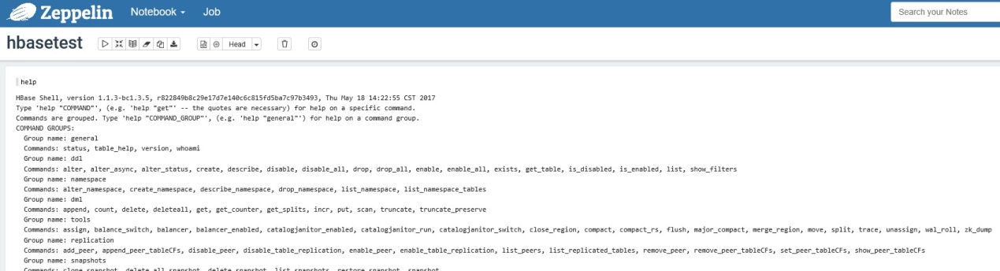 Zeppelin Notebook Job Search your Notes
hbasetest Head
help
HBase Shell, version 1.1.3-bc1.3.5, r822849b8c29e17d7e140c6c815fd5ba7c97b3493, Thu May 18 14:22:55 CST 2017
Type 'help "COMMAND"', (e.g. 'help "get"' -- the quotes are necessary) for help on a specific command.
Commands are grouped. Type 'help "COMMAND_GROUP"', (e.g. 'help "general"') for help on a command group.
COMMAND GROUPS:
Group name: general
Commands: status, table_help, version, whoami
Group name: ddl
Commands: alter, alter_async, alter_status, create, describe, disable, disable_all, drop, drop_all, enable, enable_all, exists, get_table, is_disabled, is_enabled, list, show_filters
Group name: namespace
Commands: alter_namespace, create_namespace, describe_namespace, drop_namespace, list_namespace, list_namespace_tables
Group name: dml
Commands: append, count, delete, deleteall, get, get_counter, get_splits, incr, put, scan, truncate, truncate_preserve
Group name: tools
Commands: assign, balance_switch, balancer, balancer_enabled, catalogjanitor_enabled, catalogjanitor_run, catalogjanitor_switch, close_region, compact, compact_rs, flush, major_compact, merge_region, move, split, trace, unassign, wal_roll, zk_dump
Group name: replication
Commands: add_peer, append_peer_tableCFs, disable_peer, disable_table_replication, enable_peer, enable_table_replication, list_peers, list_replicated_tables, remove_peer, remove_peer_tableCFs, set_peer_tableCFs, show_peer_tableCFs
Group name: snapshots
Commands: clone_snapshot, delete_all_snapshot, delete_snapshot, list_snapshots, restore_snapshot, snapshot